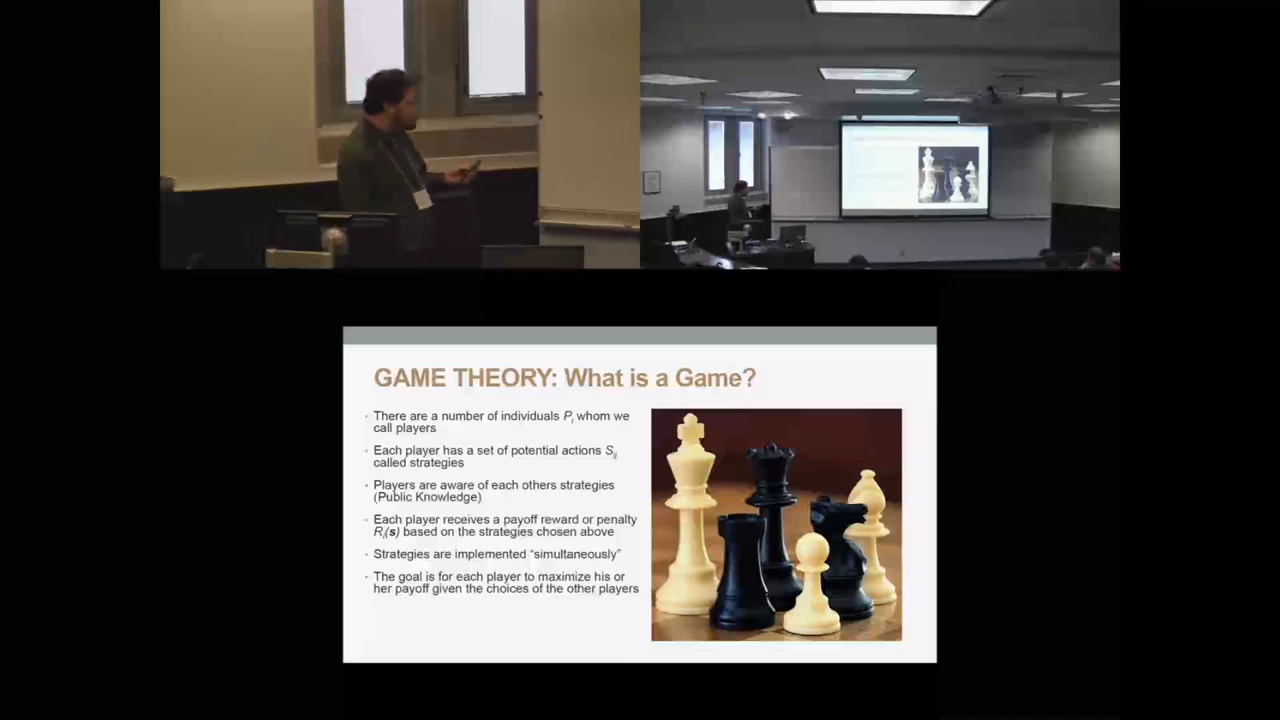 GAME THEORY: What is a Game?
There are a number of individuals Pi whom we
call players
Each player has a set of potential actions Sij
called strategies
Players are aware of each others strategies
(Public Knowledge)
Each player receives a payoff reward or penalty
Ri(s) based on the strategies chosen above
Strategies are implemented “simultaneously”
The goal is for each player to maximize his or
her payoff given the choices of the other players